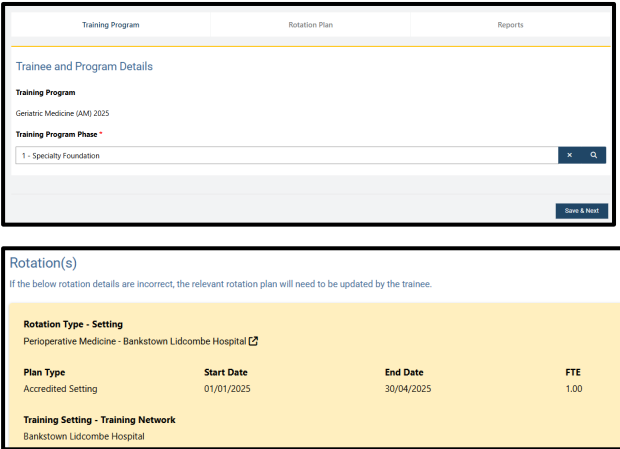 Training Program Rotation Plan Reports
Trainee and Program Details
Training Program
Geriatric Medicine (AM) 2025
Training Program Phase *
1 - Specialty Foundation
Save & Next
Rotation(s)
If the below rotation details are incorrect, the relevant rotation plan will need to be updated by the trainee.
Rotation Type - Setting
Perioperative Medicine - Bankstown Lidcombe Hospital
Plan Type Start Date End Date FTE
Accredited Setting 01/01/2025 30/04/2025 1.00
Training Setting - Training Network
Bankstown Lidcombe Hospital